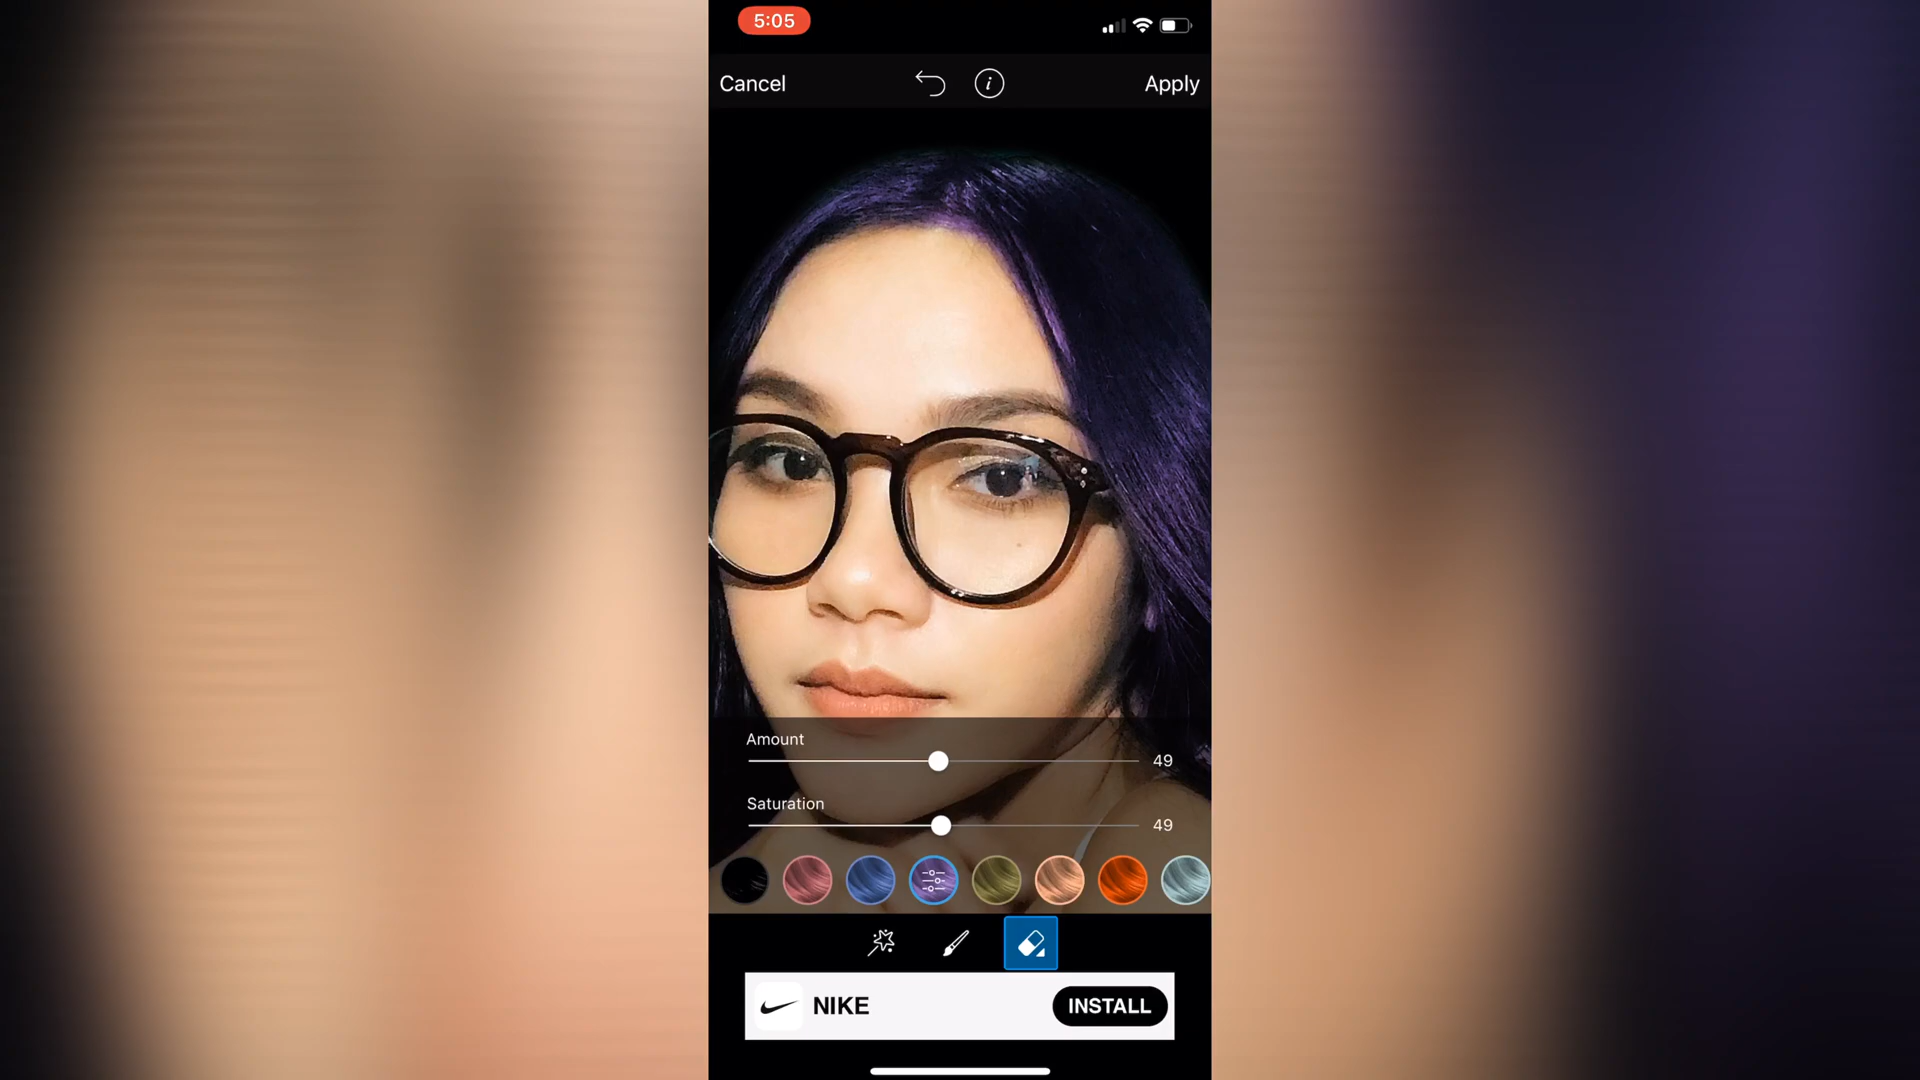 5:05
Cancel
Apply
Amount
49
Saturation
49
NIKE
INSTALL